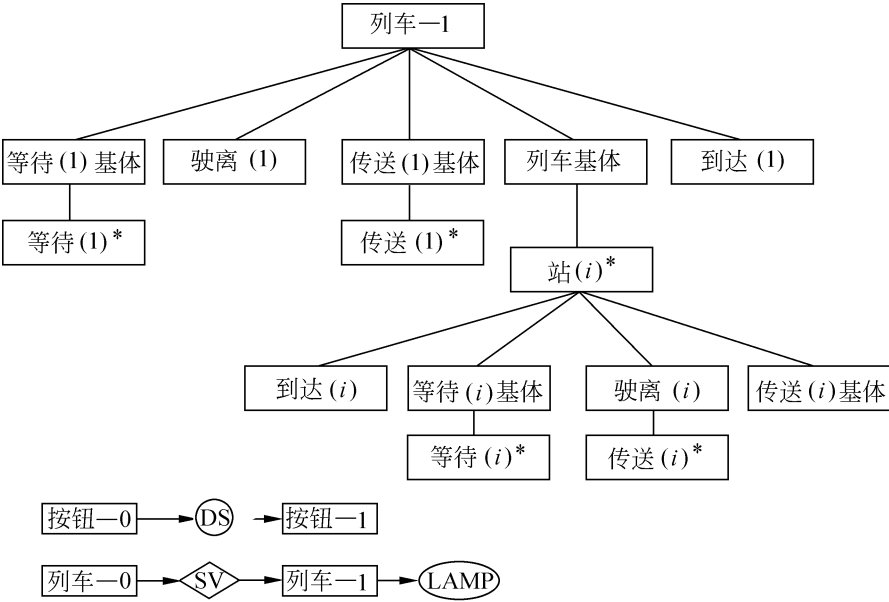 列车—1
等待(1)基体 驶离(1) 传送(1)基体 列车基体 到达(1)
等待(1)* 传送(1)*
站(i)*
到达(i) 等待(i)基体 驶离(i) 传送(i)基体
等待(i)* 传送(i)*
按钮—0 DS 按钮—1
列车—0 SV 列车—1 LAMP